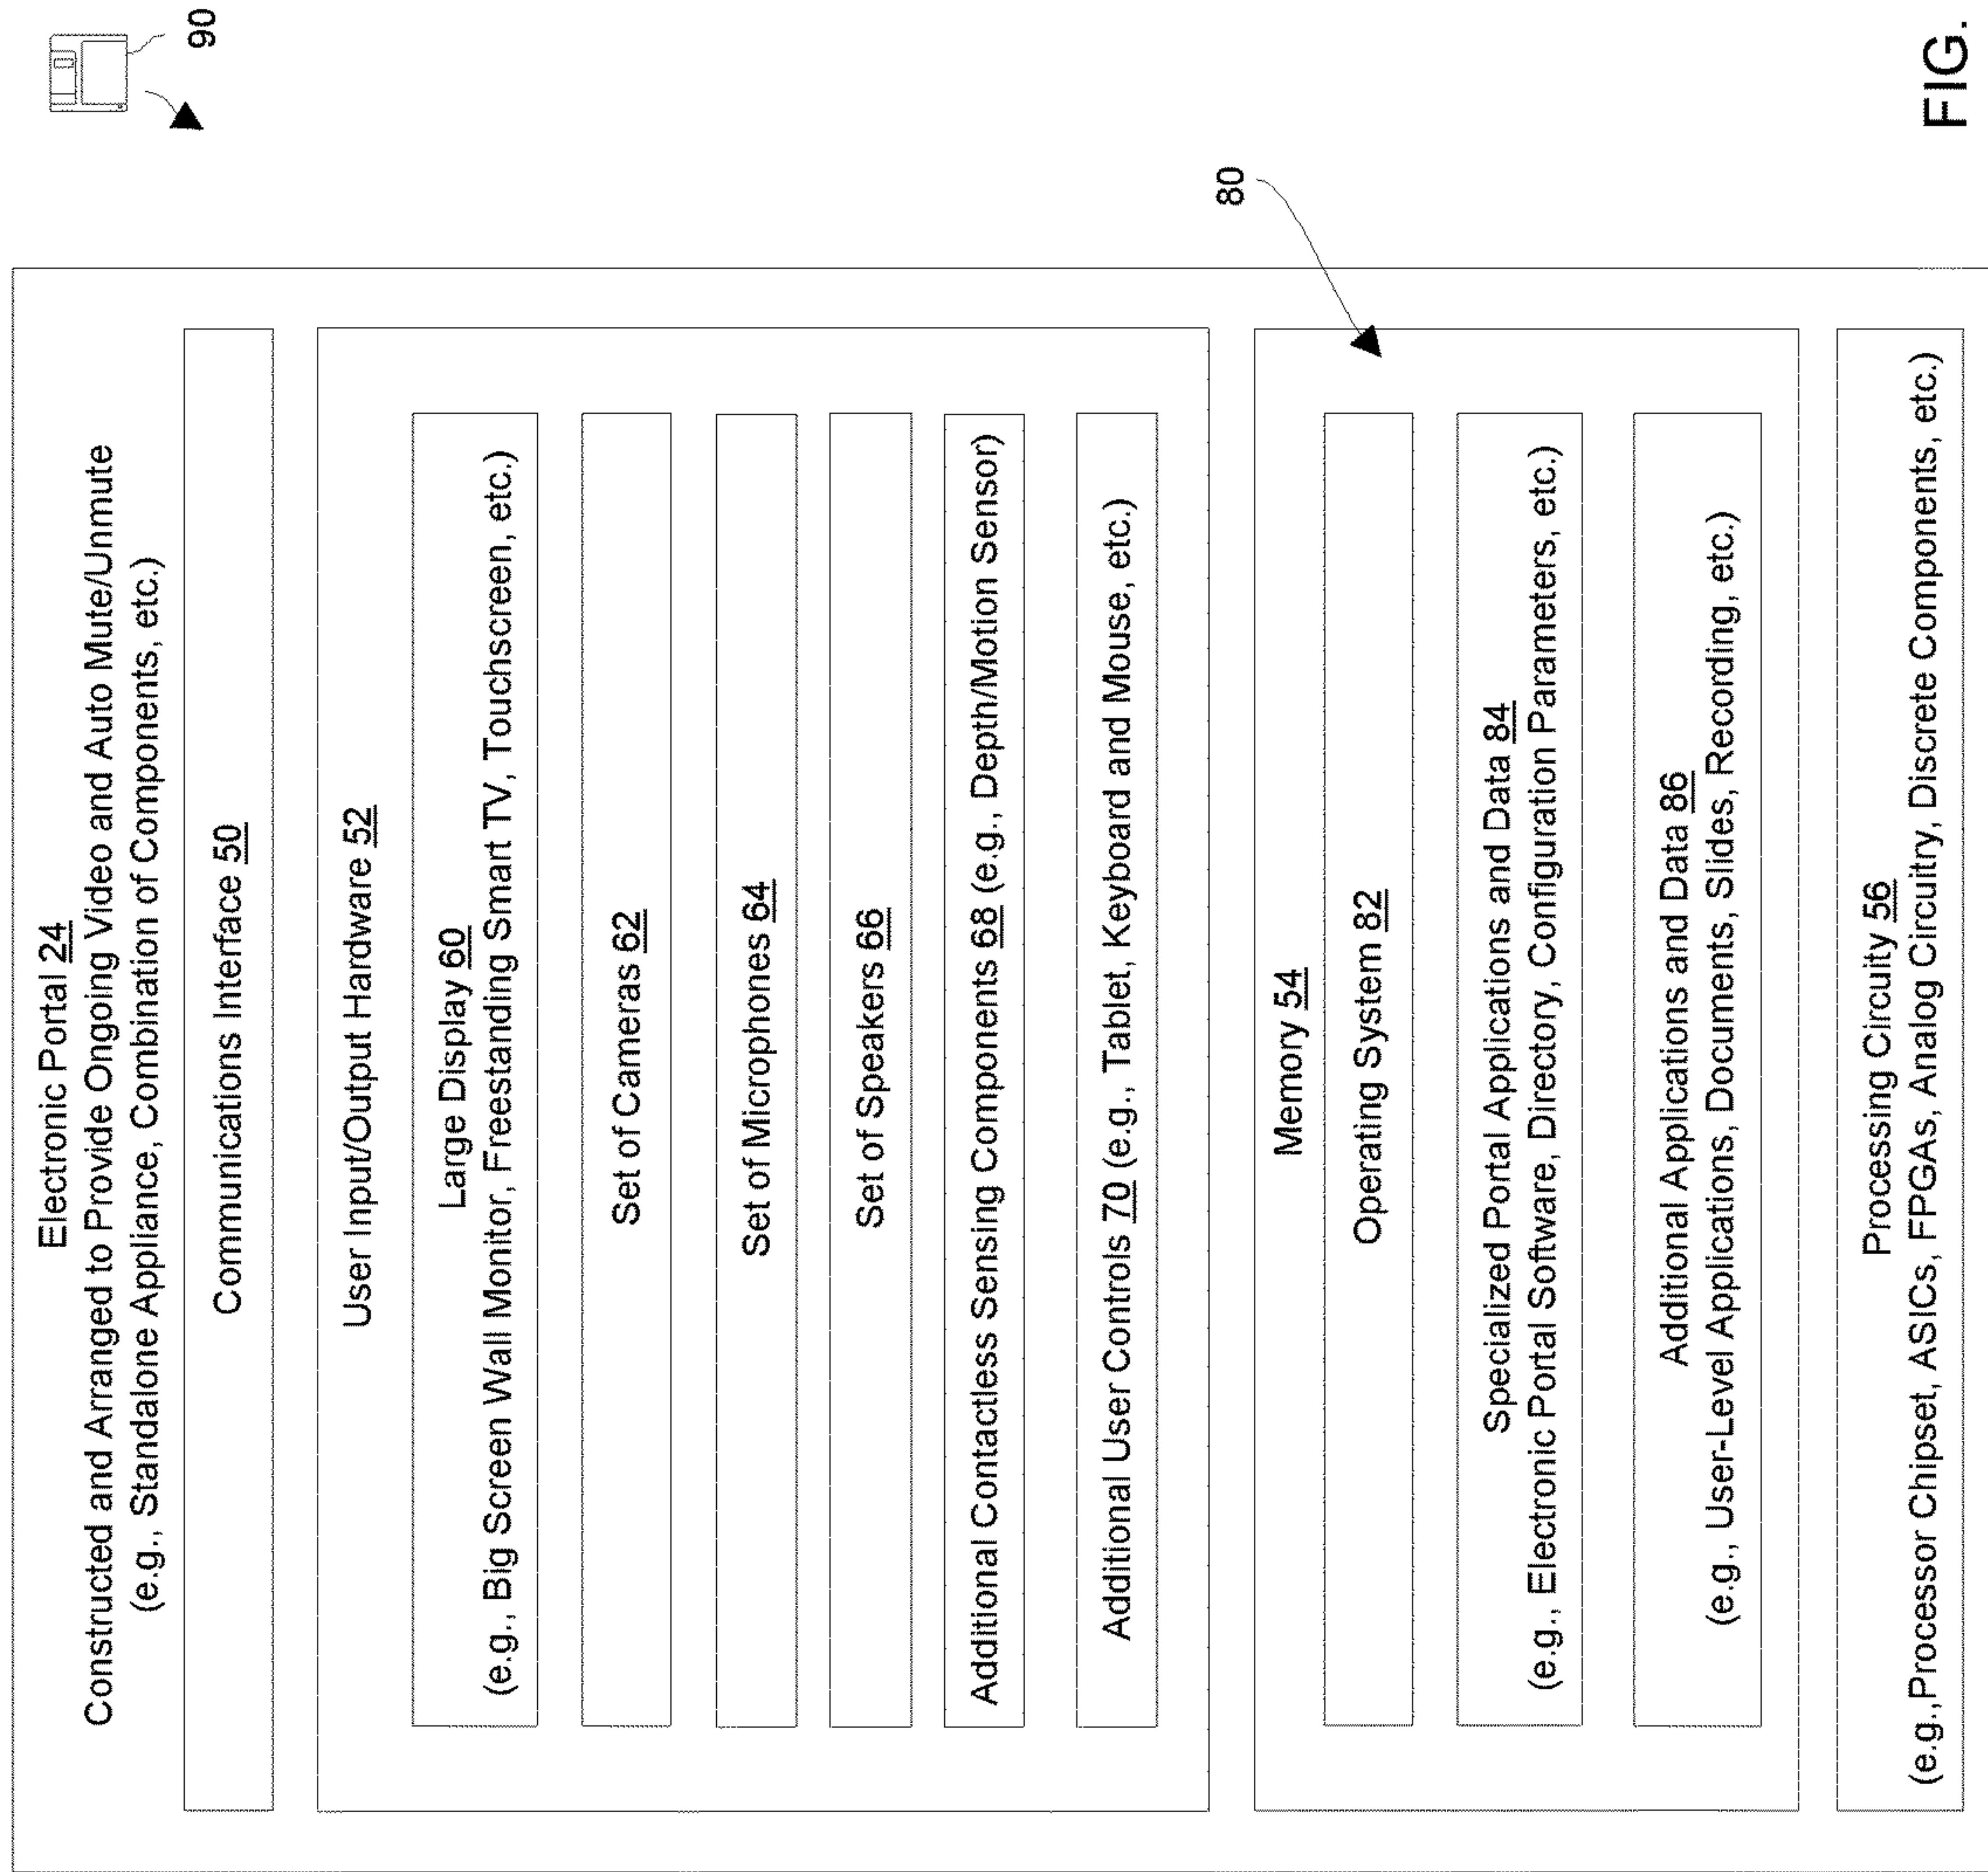 Electronic Portal 24
Constructed and Arranged to Provide Ongoing Video and Auto Mute/Unmute
(e.g., Standalone Appliance, Combination of Components, etc.)
Communications Interface 50
User Input/Output Hardware 52
Large Display 60
(e.g., Big Screen Wall Monitor, Freestanding Smart TV, Touchscreen, etc.)
Set of Cameras 62
Set of Microphones 64
Set of Speakers 66
Additional Contactless Sensing Components 68 (e.g., Depth/Motion Sensor)
Additional User Controls 70 (e.g., Tablet, Keyboard and Mouse, etc.)
Memory 54
Operating System 82
Specialized Portal Applications and Data 84
(e.g., Electronic Portal Software, Directory, Configuration Parameters, etc.)
Additional Applications and Data 86
(e.g., User-Level Applications, Documents, Slides, Recording, etc.)
Processing Circuity 56
(e.g.,Processor Chipset, ASICs, FPGAs, Analog Circuitry, Discrete Components, etc.)
80
90
FIG.